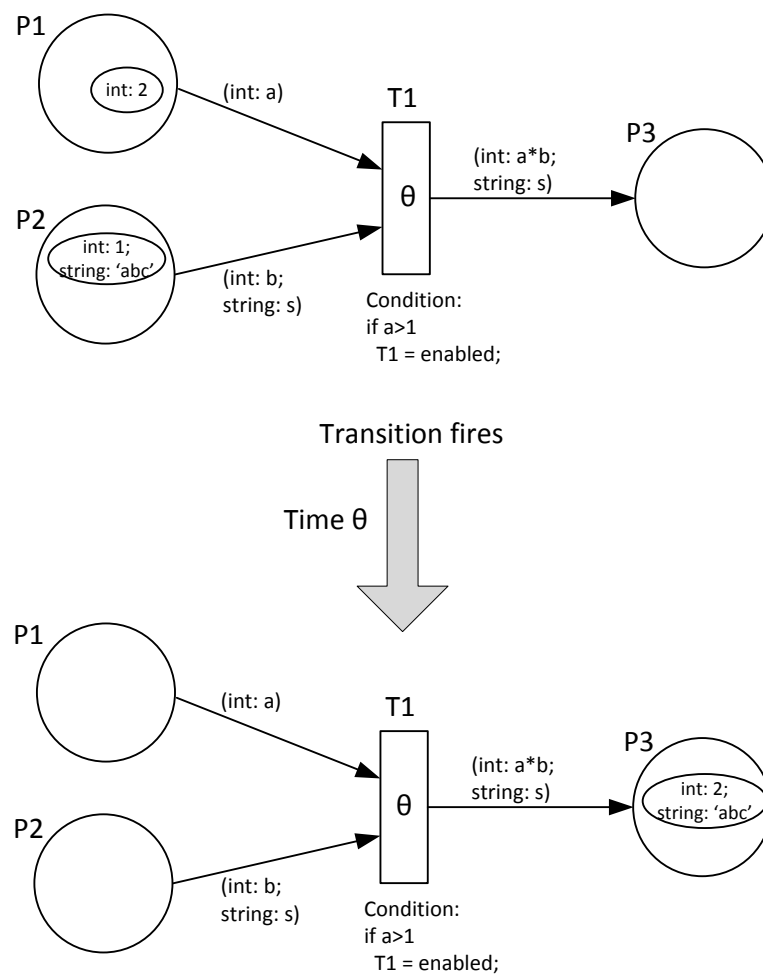 P1
int: 2
(int: a)
T1
P3
(int: a*b;
string: s)
θ
P2
int: 1;
string: ‘abc’
(int: b;
string: s)
Condition:
if a>1
T1 = enabled;
Transition fires
Time θ
P1
(int: a)
T1
P3
(int: a*b;
string: s)
int: 2;
string: ‘abc’
θ
P2
(int: b;
string: s)
Condition:
if a>1
T1 = enabled;